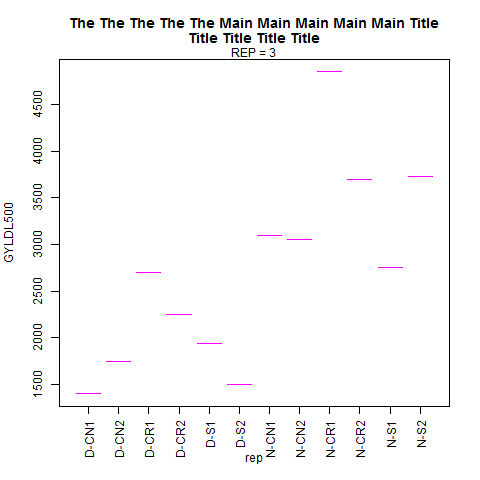 The The The The The Main Main Main Main Main Title
Title Title Title Title
REP = 3
GYLDL500
4500
4000
3500
3000
2500
2000
1500
D-CN1
D-CN2
D-CR1
D-CR2
D-S1
D-S2
N-CN1
N-CN2
N-CR1
N-CR2
N-S1
N-S2
rep